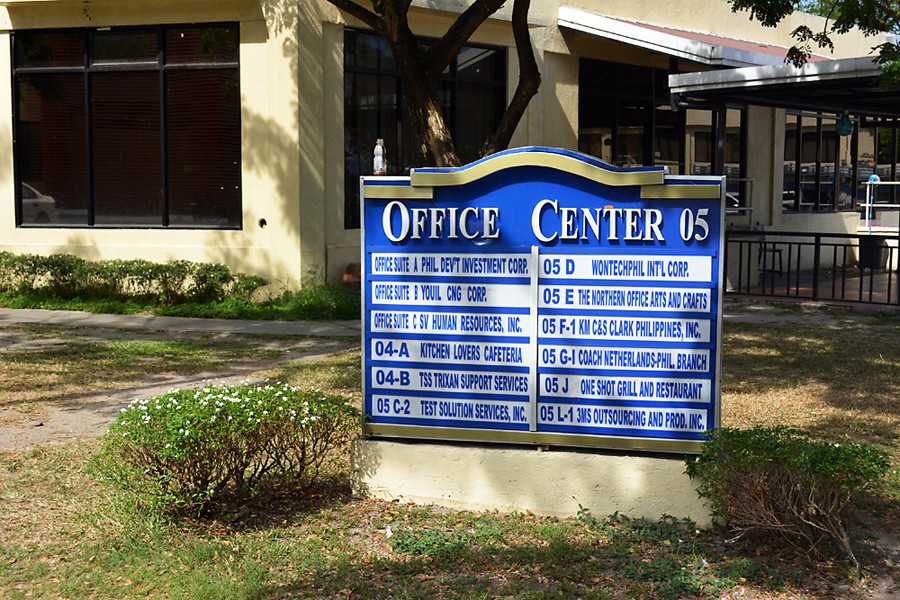 OFFICE CENTER 05
OFFICE SUITE A PHIL. DEV'T INVESTMENT CORP.
OFFICE SUITE B YOUIL CNG CORP.
OFFICE SUITE C SV HUMAN RESOURCES, INC.
04-A KITCHEN LOVERS CAFETERIA
04-B TSS TRIXAN SUPPORT SERVICES
05 C-2 TEST SOLUTION SERVICES, INC.
05 D WONTECHPHIL INT'L CORP.
05 E THE NORTHERN OFFICE ARTS AND CRAFTS
05 F-1 KM C&S CLARK PHILIPPINES, INC.
05 G-I COACH NETHERLANDS-PHIL. BRANCH
05 J ONE SHOT GRILL AND RESTAURANT
05 L-1 3MS OUTSOURCING AND PROD. INC.